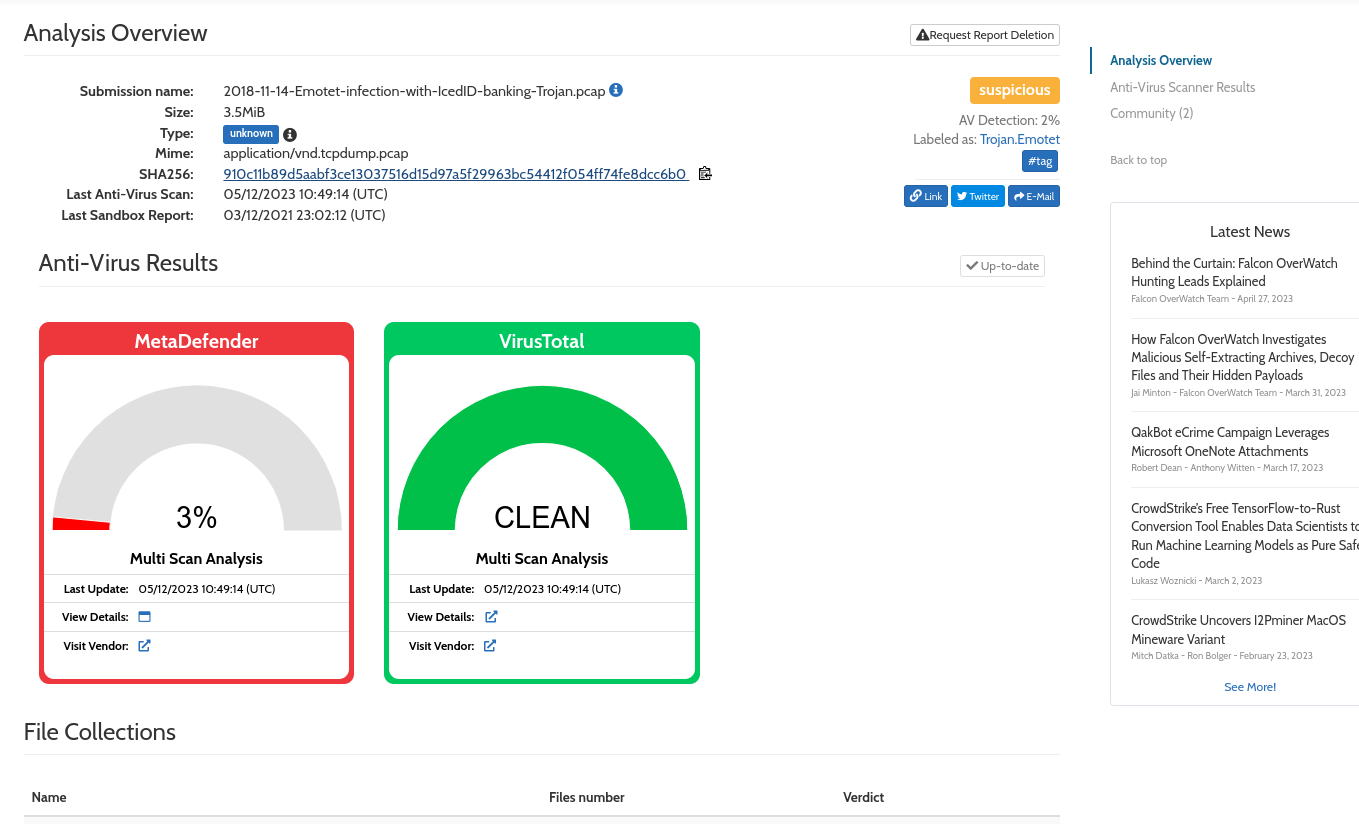 Analysis Overview
Request Report Deletion
Submission name: 2018-11-14-Emotet-infection-with-IcedID-banking-Trojan.pcap
Size: 3.5MiB
Type: unknown
Mime: application/vnd.tcpdump.pcap
SHA256: 910c11b89d5aabf3ce13037516d15d97a5f29963bc54412f054ff74fe8dcc6b0
Last Anti-Virus Scan: 05/12/2023 10:49:14 (UTC)
Last Sandbox Report: 03/12/2021 23:02:12 (UTC)
suspicious
AV Detection: 2%
Labeled as: Trojan.Emotet
#tag
Link Twitter E-Mail
Anti-Virus Results
Up-to-date
MetaDefender
3%
Multi Scan Analysis
Last Update: 05/12/2023 10:49:14 (UTC)
View Details:
Visit Vendor:
VirusTotal
CLEAN
Multi Scan Analysis
Last Update: 05/12/2023 10:49:14 (UTC)
View Details:
Visit Vendor:
File Collections
Name Files number Verdict
Analysis Overview
Anti-Virus Scanner Results
Community (2)
Back to top
Latest News
Behind the Curtain: Falcon OverWatch
Hunting Leads Explained
Falcon OverWatch Team - April 27, 2023
How Falcon OverWatch Investigates
Malicious Self-Extracting Archives, Decoy
Files and Their Hidden Payloads
Jai Minton - Falcon OverWatch Team - March 31, 2023
QakBot eCrime Campaign Leverages
Microsoft OneNote Attachments
Robert Dean - Anthony Witten - March 17, 2023
CrowdStrike's Free TensorFlow-to-Rust
Conversion Tool Enables Data Scientists to
Run Machine Learning Models as Pure Safe
Code
Lukasz Woznicki - March 2, 2023
CrowdStrike Uncovers I2Pminer MacOS
Mineware Variant
Mitch Datka - Ron Bolger - February 23, 2023
See More!